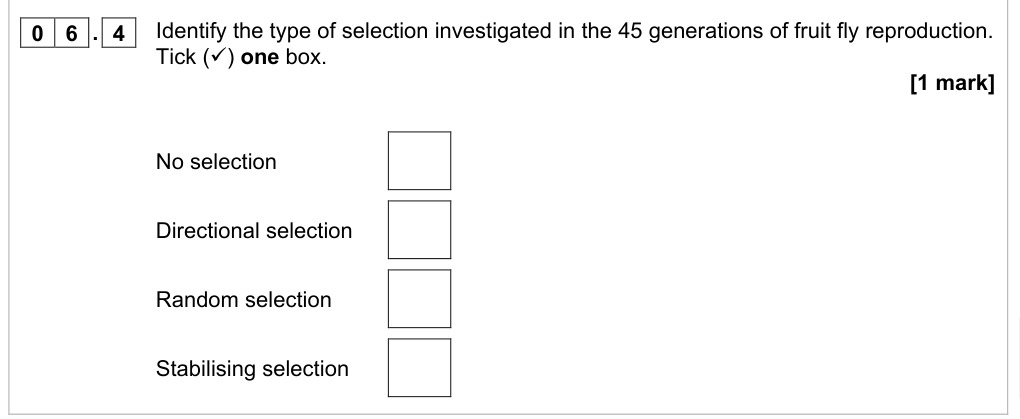 0 6 . 4 Identify the type of selection investigated in the 45 generations of fruit fly reproduction.
Tick (✓) one box.
[1 mark]
No selection
Directional selection
Random selection
Stabilising selection